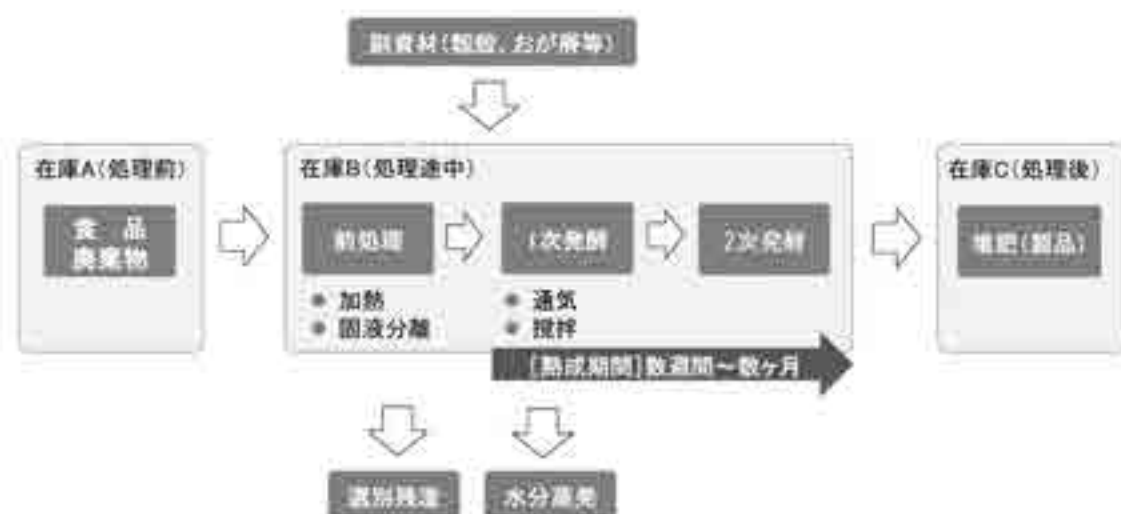 副資材(籾殻、おが屑等)
在庫A(処理前)
食 品
廃棄物
在庫B(処理途中)
前処理
1次発酵
2次発酵
● 加熱
● 固液分離
● 通気
● 撹拌
[熟成期間]数週間～数ヶ月
在庫C(処理後)
堆肥(製品)
選別残渣
水分蒸発